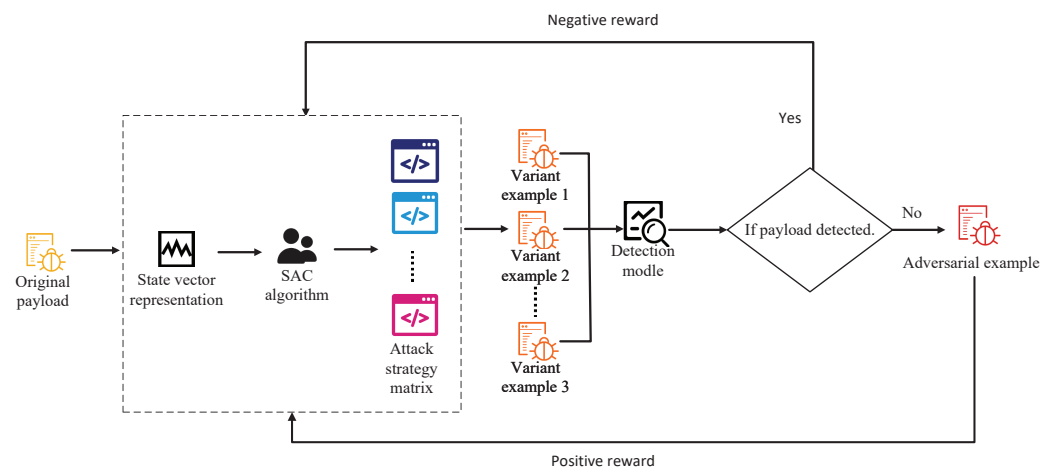 Negative reward
Yes
</>
</>
Variant
example 1
Original
payload
State vector
representation
SAC
algorithm
Variant
example 2
Detection
modle
If payload detected.
No
Adversarial example
</>
Attack
strategy
matrix
Variant
example 3
Positive reward